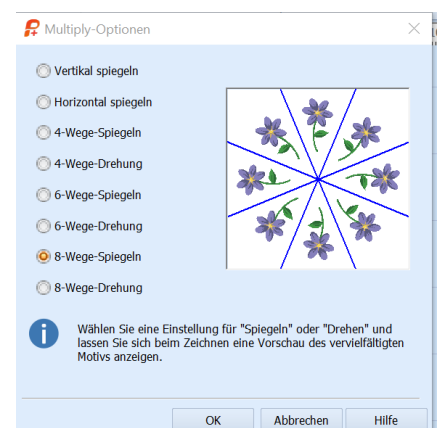 Multiply-Optionen
Vertikal spiegeln
Horizontal spiegeln
4-Wege-Spiegeln
4-Wege-Drehung
6-Wege-Spiegeln
6-Wege-Drehung
8-Wege-Spiegeln
8-Wege-Drehung
Wählen Sie eine Einstellung für "Spiegeln" oder "Drehen" und
lassen Sie sich beim Zeichnen eine Vorschau des vervielfältigten
Motivs anzeigen.
OK Abbrechen Hilfe